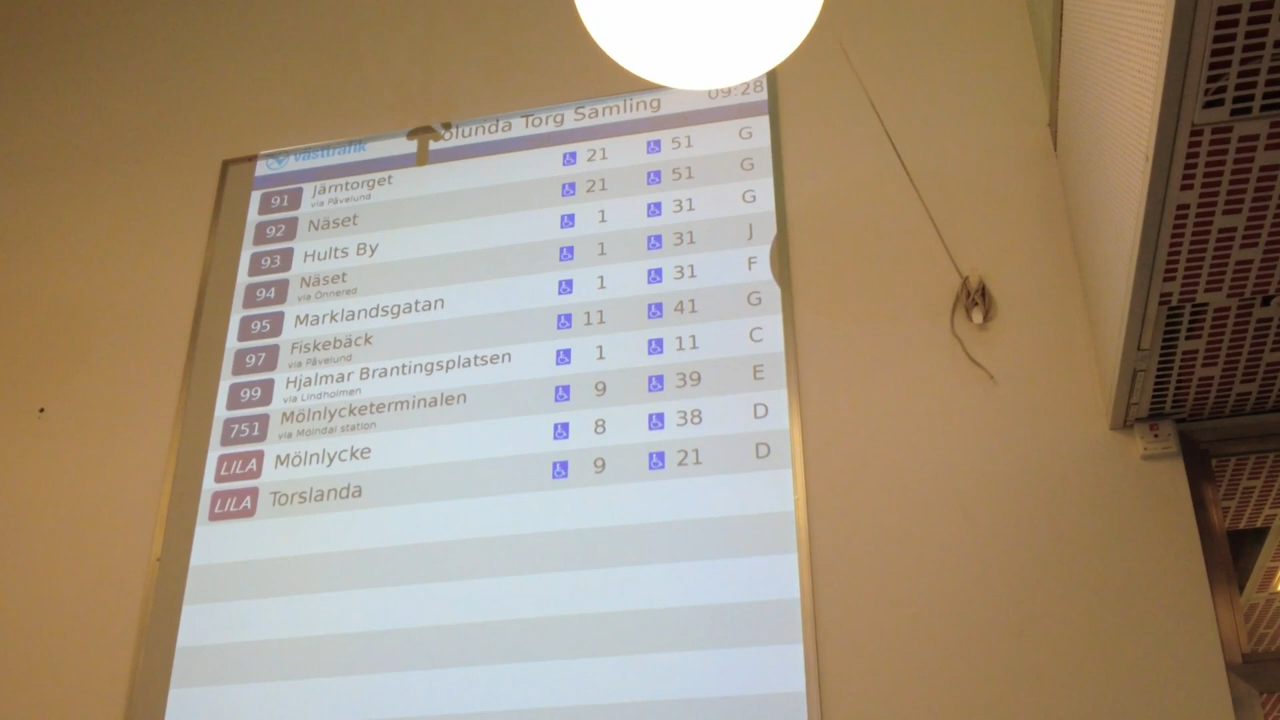 västtrafik Torg Samling 09:28
91 Järntorget 21 51 G
via Påvelund
92 Näset 21 51 G
93 Hults By 1 31 G
94 Näset 1 31 J
via Önnered
95 Marklandsgatan 1 31 F
97 Fiskebäck 11 41 G
via Påvelund
99 Hjalmar Brantingsplatsen 1 11 C
via Lindholmen
751 Mölnlycketerminalen 9 39 E
via Mölndal station
LILA Mölnlycke 8 38 D
LILA Torslanda 9 21 D